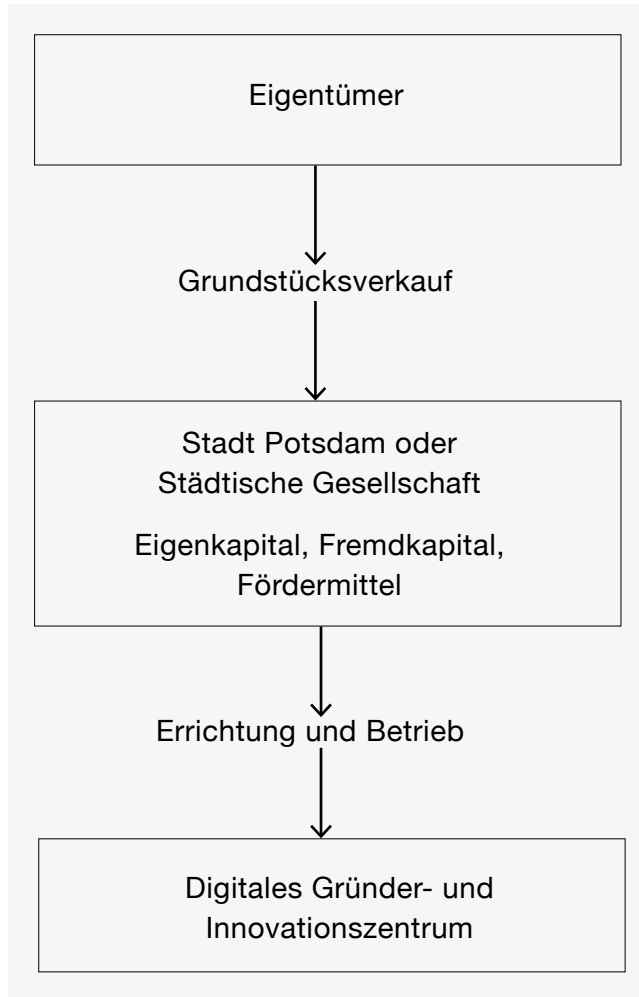 Eigentümer
Grundstücksverkauf
Stadt Potsdam oder
Städtische Gesellschaft
Eigenkapital, Fremdkapital,
Fördermittel
Errichtung und Betrieb
Digitales Gründer- und
Innovationszentrum